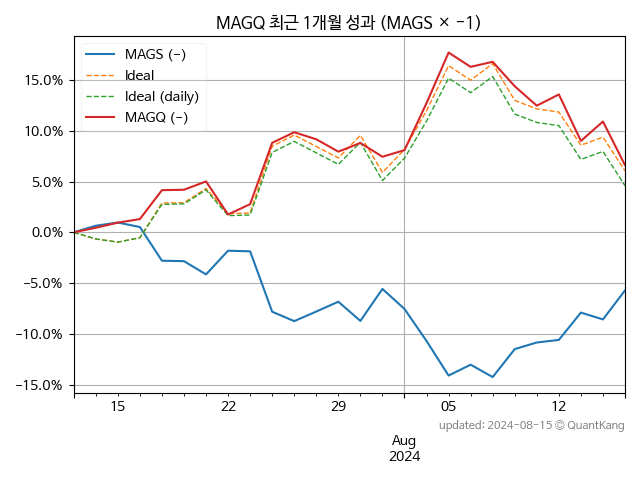 MAGQ 최근 1개월 성과 (MAGS × −1)
MAGS (-)
Ideal
Ideal (daily)
MAGQ (-)
15.0%
10.0%
5.0%
0.0%
−5.0%
−10.0%
−15.0%
15 22 29 05 12
updated: 2024-08-15 © QuantKang
Aug
2024